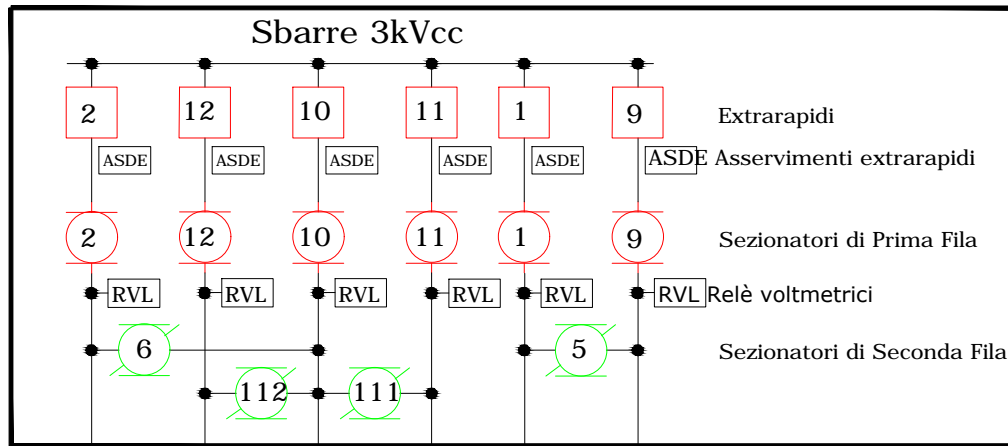 Sbarre 3kVcc
2 12 10 11 1 9 Extrarapidi
ASDE ASDE ASDE ASDE ASDE ASDE Asservimenti extrarapidi
2 12 10 11 1 9 Sezionatori di Prima Fila
RVL RVL RVL RVL RVL RVL Relè voltmetrici
6 5 Sezionatori di Seconda Fila
112 111